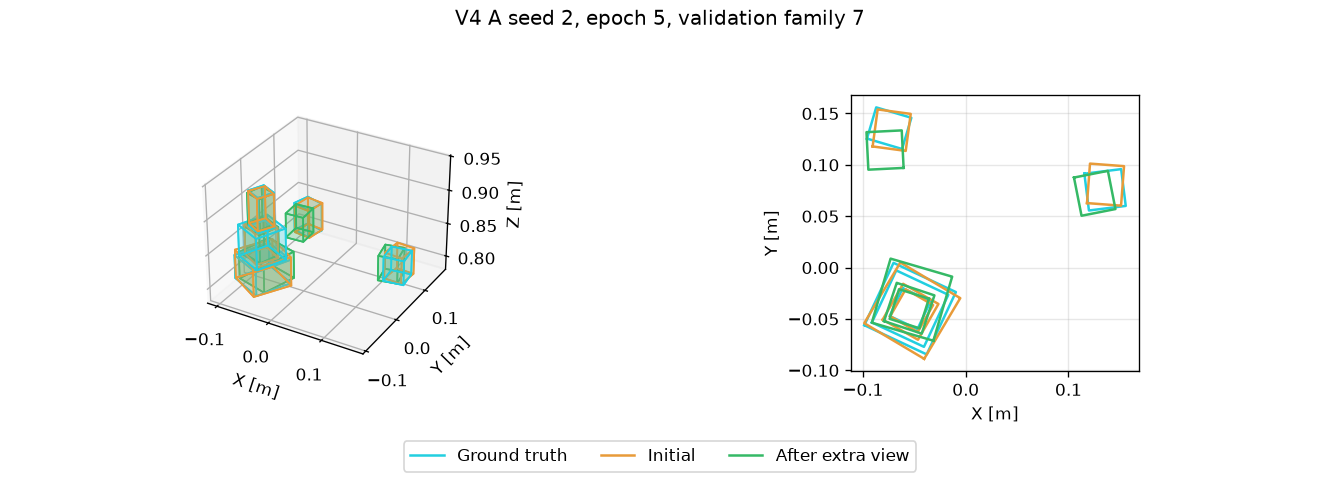 V4 A seed 2, epoch 5, validation family 7
0.95
0.90
0.85
0.80
Z [m]
−0.1
0.0
0.1
X [m]
−0.1
0.0
0.1
Y [m]
0.15
0.10
0.05
0.00
−0.05
−0.10
Y [m]
−0.1
0.0
0.1
X [m]
Ground truth
Initial
After extra view